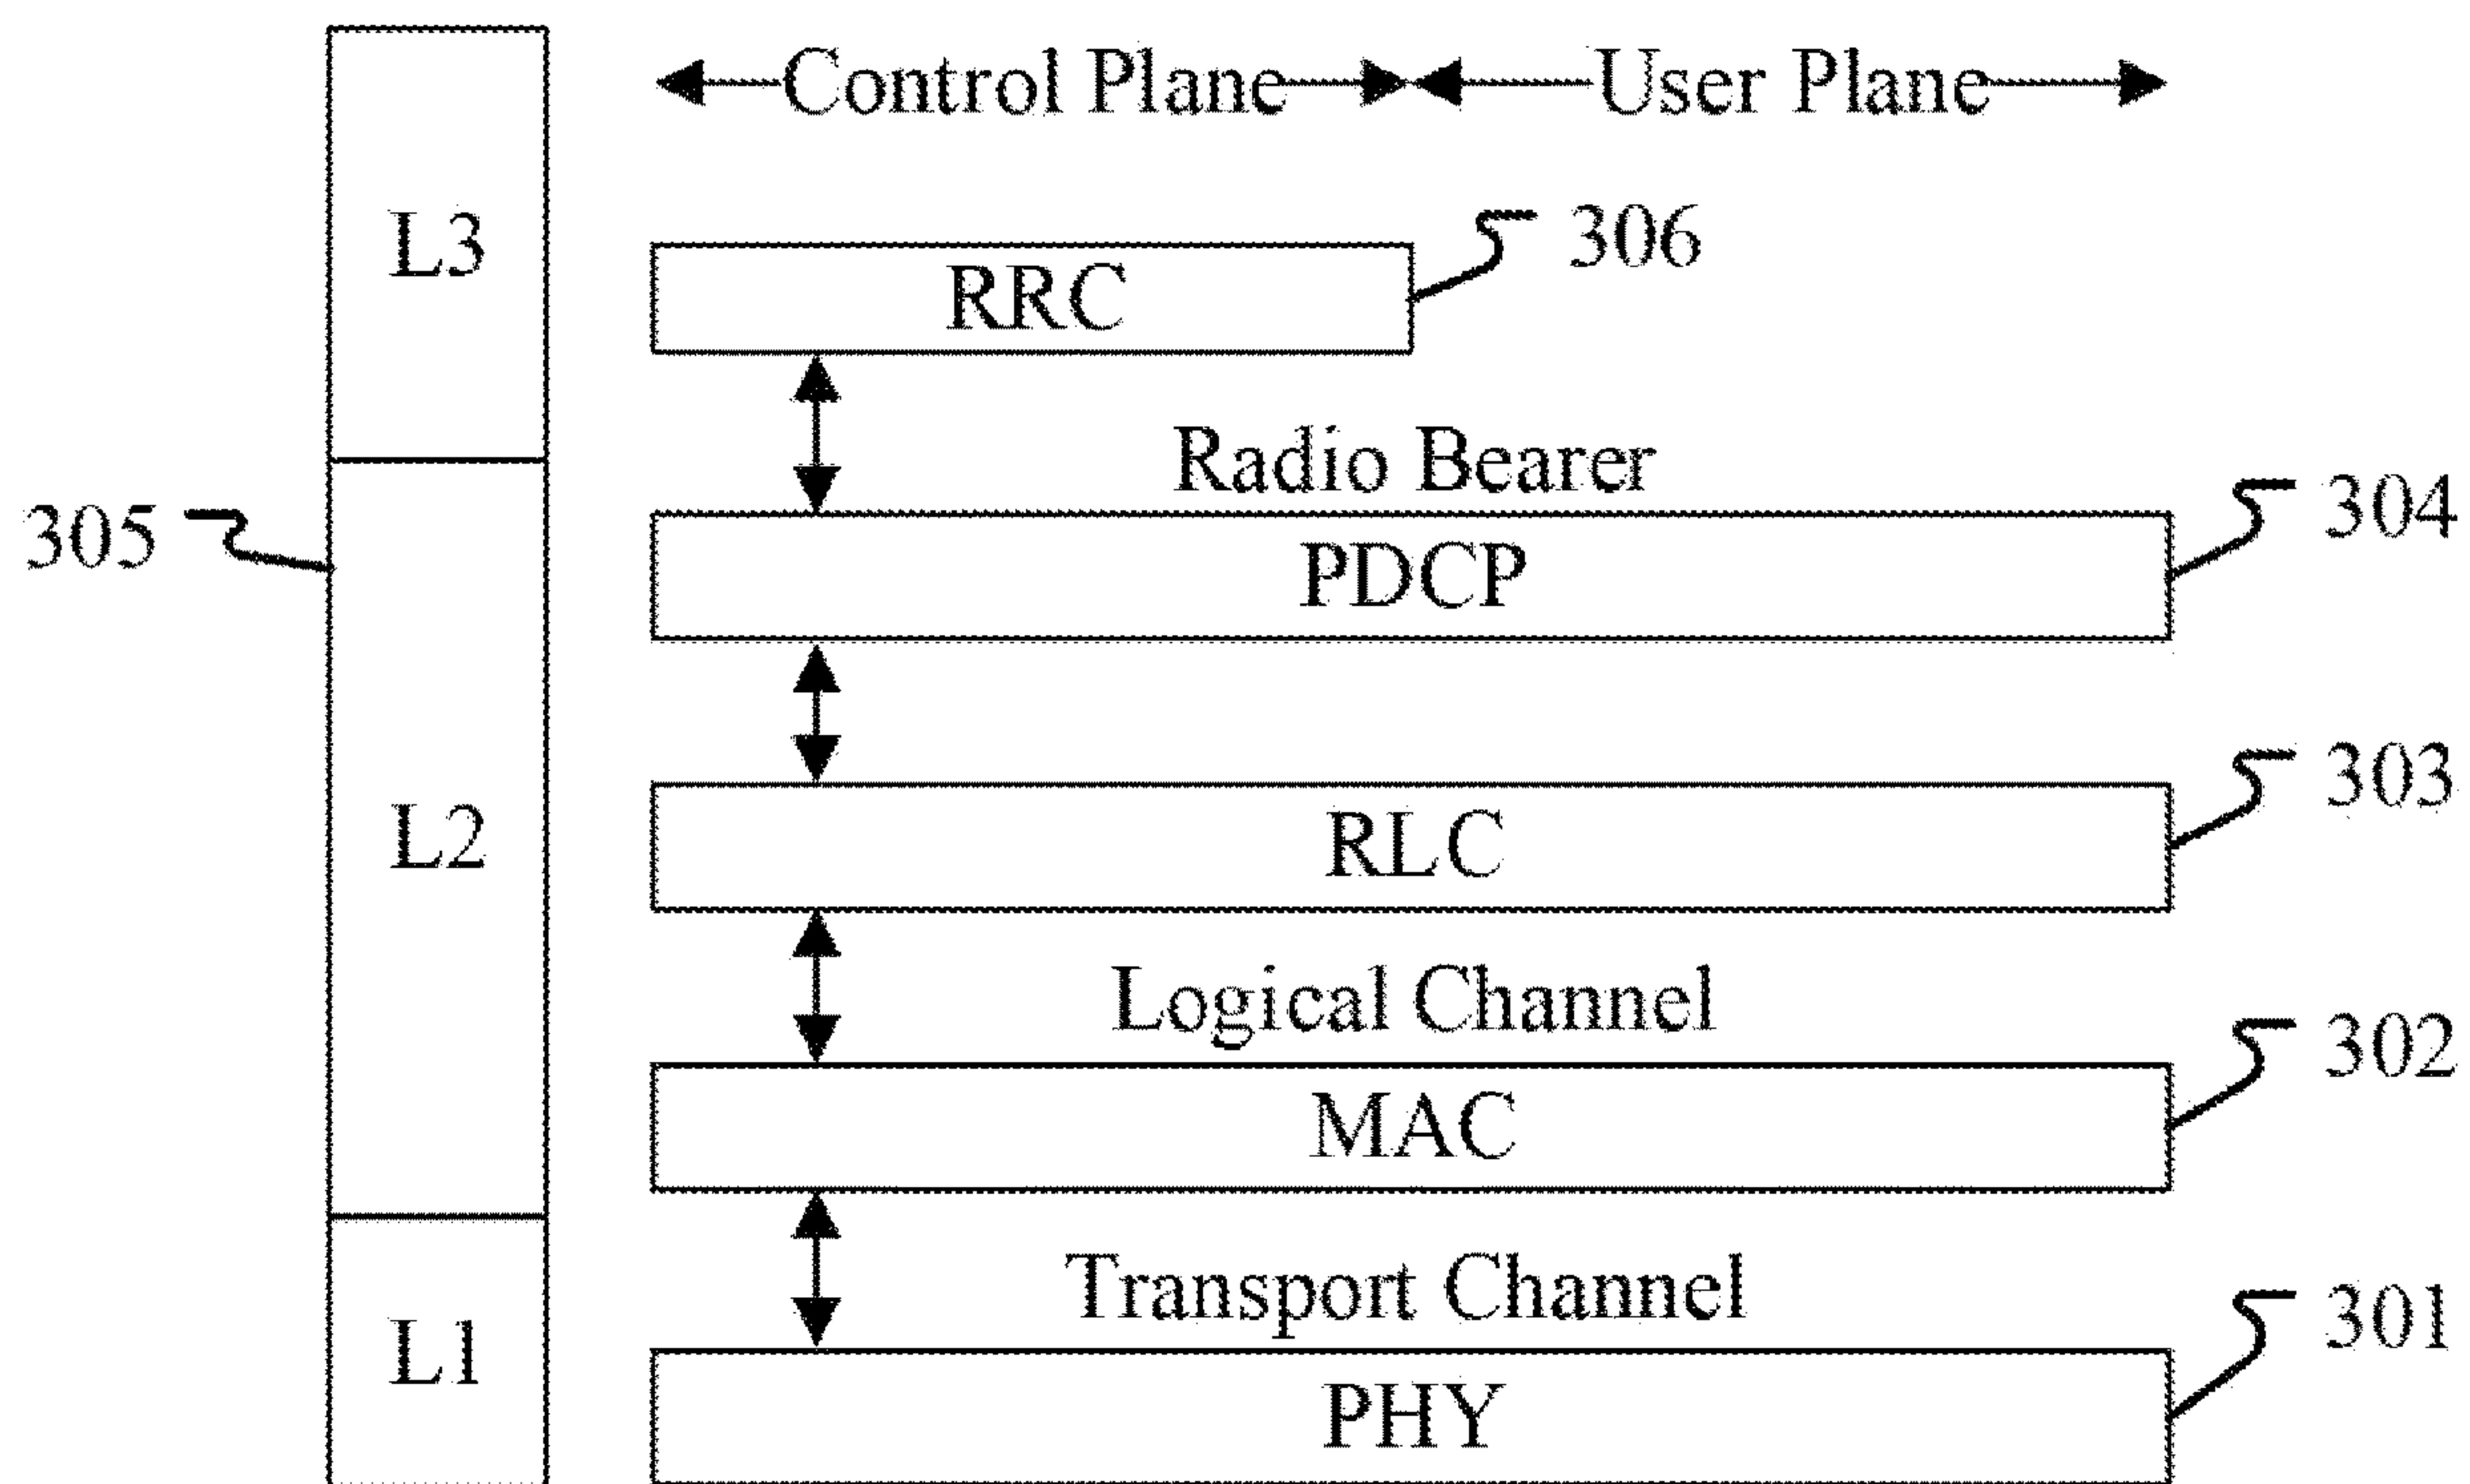 Control Plane User Plane
L3
RRC
306
Radio Bearer
305
PDCP
304
L2
RLC
303
Logical Channel
MAC
302
Transport Channel
L1
PHY
301